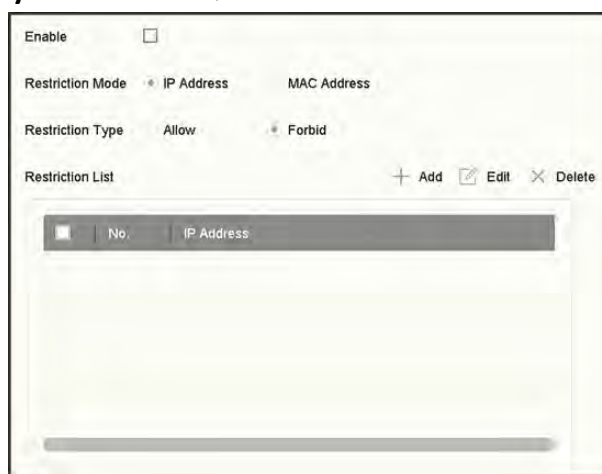 Enable
Restriction Mode IP Address MAC Address
Restriction Type Allow Forbid
Restriction List Add Edit Delete
No. IP Address